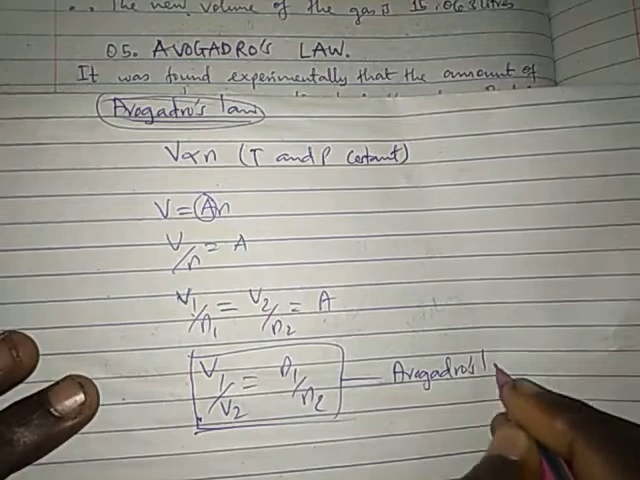 .. The new volume of the gas is 15.063 litres
05. AVOGADRO'S LAW.
It was found experimentally that the amount of
Avogadro's law
V∝n (T and P constant)
V = An
V/n = A
V1/n1 = V2/n2 = A
V1/V2 = n1/n2 — Avogadro's l